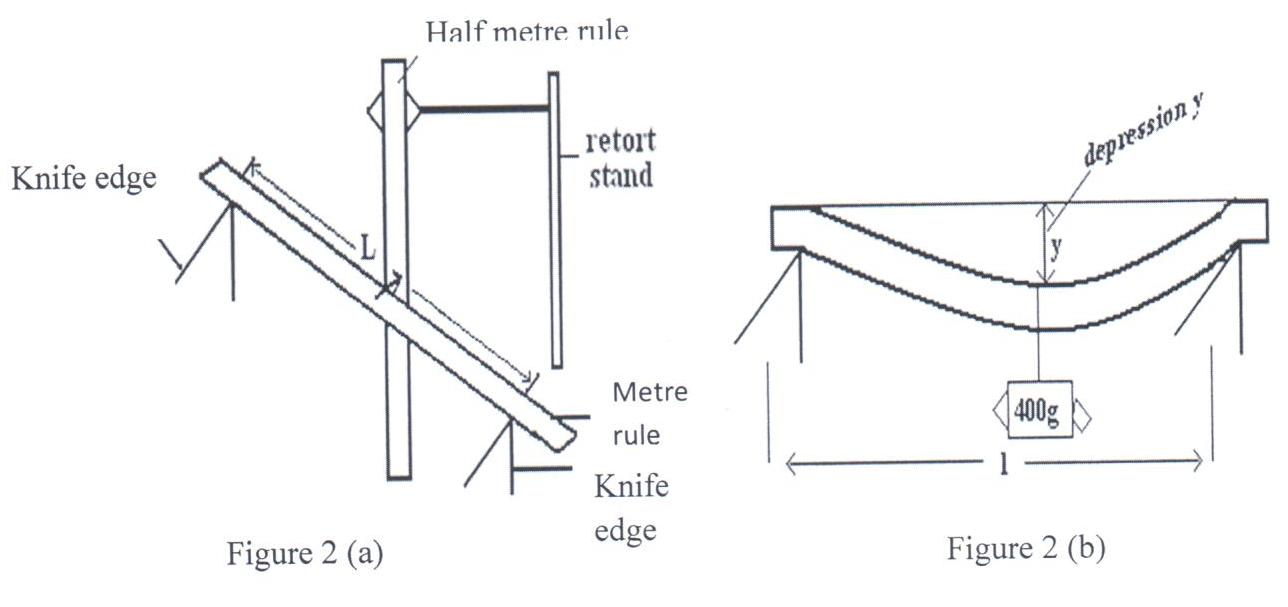 Half metre rule
Knife edge
L
retort
stand
Metre
rule
Knife
edge
Figure 2 (a)
depression y
y
400g
l
Figure 2 (b)